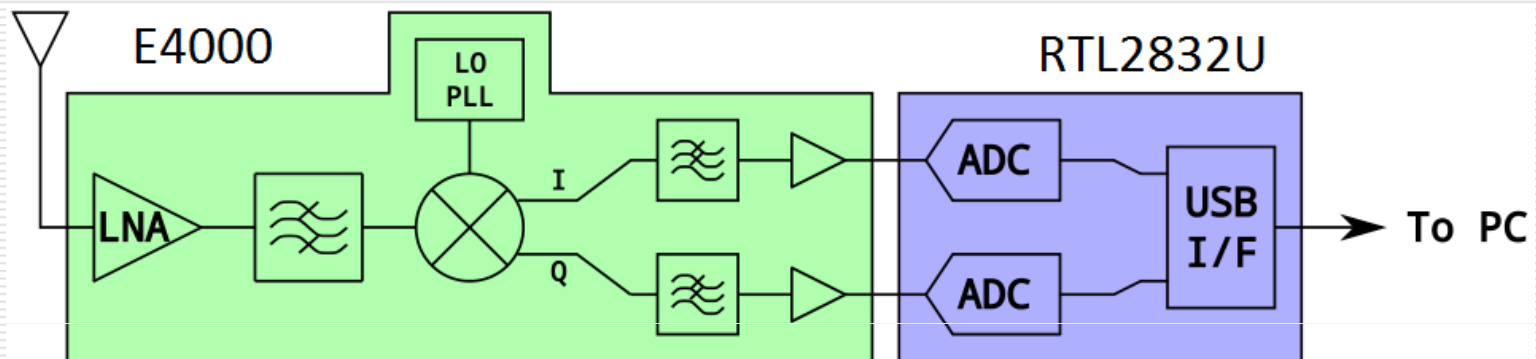 E4000
RTL2832U
LO
PLL
LNA
I
Q
ADC
ADC
USB
I/F
To PC